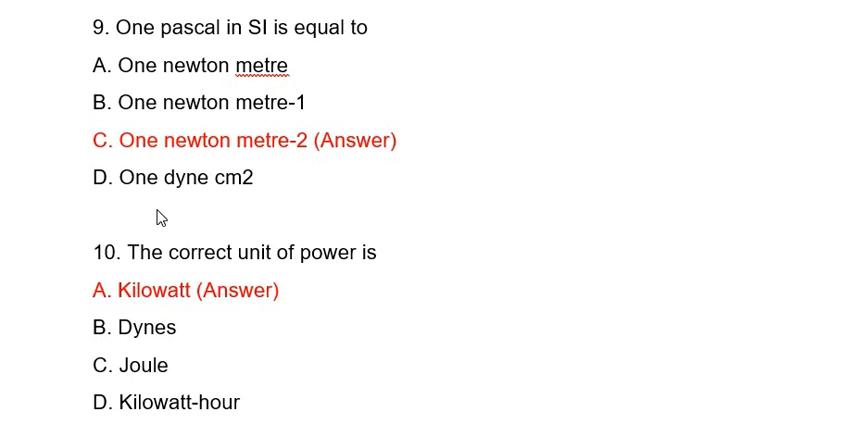 9. One pascal in SI is equal to
A. One newton metre
B. One newton metre-1
C. One newton metre-2 (Answer)
D. One dyne cm2
10. The correct unit of power is
A. Kilowatt (Answer)
B. Dynes
C. Joule
D. Kilowatt-hour